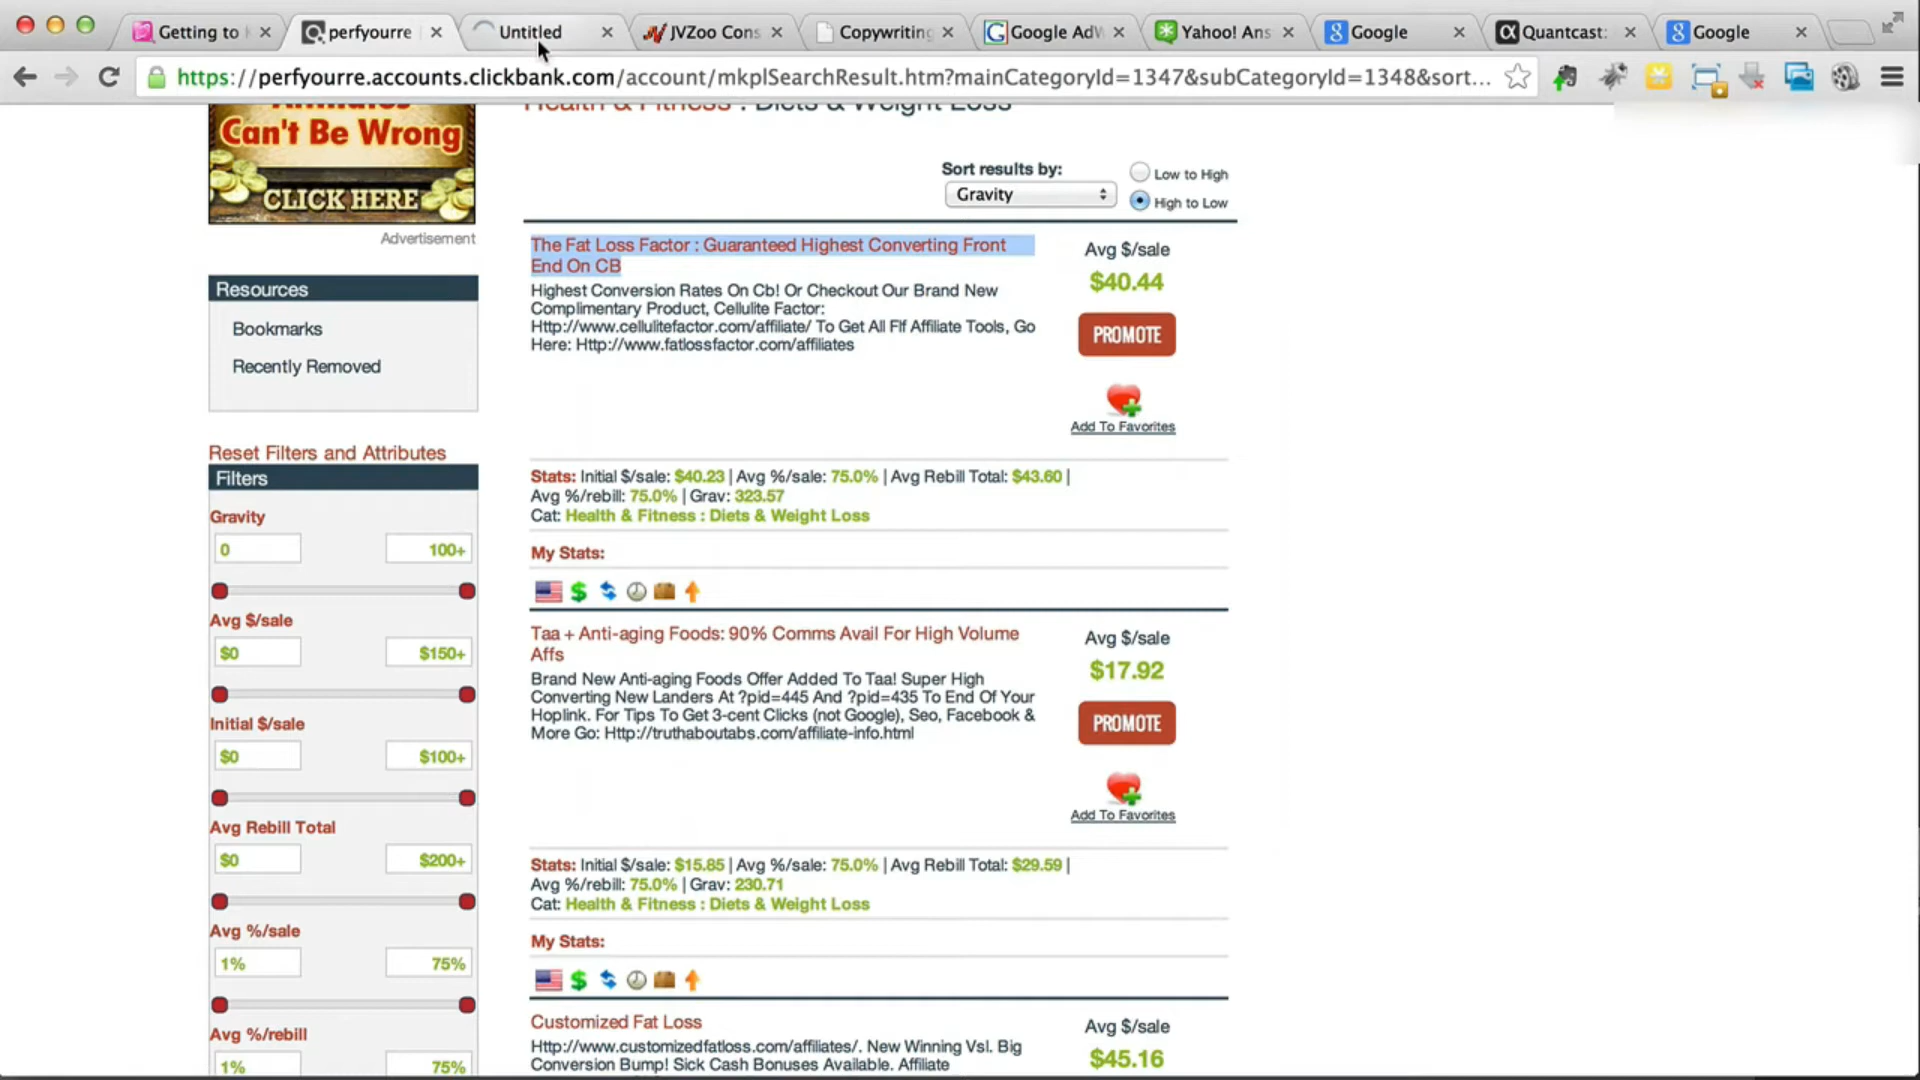 Getting to
perfyourre
Untitled
JVZoo Cons
Copywriting
Google AdW
Yahoo! Ans
Google
Quantcast:
Google
https://perfyourre.accounts.clickbank.com/account/mkplSearchResult.htm?mainCategoryId=1347&subCategoryId=1348&sort...
Affiliates
Can't Be Wrong
CLICK HERE
Advertisement
Resources
Bookmarks
Recently Removed
Reset Filters and Attributes
Filters
Gravity
0 100+
Avg $/sale
$0 $150+
Initial $/sale
$0 $100+
Avg Rebill Total
$0 $200+
Avg %/sale
1% 75%
Avg %/rebill
1% 75%
Health & Fitness : Diets & Weight Loss
Sort results by:
Gravity
Low to High
High to Low
The Fat Loss Factor : Guaranteed Highest Converting Front
End On CB
Highest Conversion Rates On Cb! Or Checkout Our Brand New
Complimentary Product, Cellulite Factor:
Http://www.cellulitefactor.com/affiliate/ To Get All Flf Affiliate Tools, Go
Here: Http://www.fatlossfactor.com/affiliates
Avg $/sale
$40.44
PROMOTE
Add To Favorites
Stats: Initial $/sale: $40.23 | Avg %/sale: 75.0% | Avg Rebill Total: $43.60 |
Avg %/rebill: 75.0% | Grav: 323.57
Cat: Health & Fitness : Diets & Weight Loss
My Stats:
Taa + Anti-aging Foods: 90% Comms Avail For High Volume
Affs
Brand New Anti-aging Foods Offer Added To Taa! Super High
Converting New Landers At ?pid=445 And ?pid=435 To End Of Your
Hoplink. For Tips To Get 3-cent Clicks (not Google), Seo, Facebook &
More Go: Http://truthaboutabs.com/affiliate-info.html
Avg $/sale
$17.92
PROMOTE
Add To Favorites
Stats: Initial $/sale: $15.85 | Avg %/sale: 75.0% | Avg Rebill Total: $29.59 |
Avg %/rebill: 75.0% | Grav: 230.71
Cat: Health & Fitness : Diets & Weight Loss
My Stats:
Customized Fat Loss
Http://www.customizedfatloss.com/affiliates/. New Winning Vsl. Big
Conversion Bump! Sick Cash Bonuses Available. Affiliate
Avg $/sale
$45.16